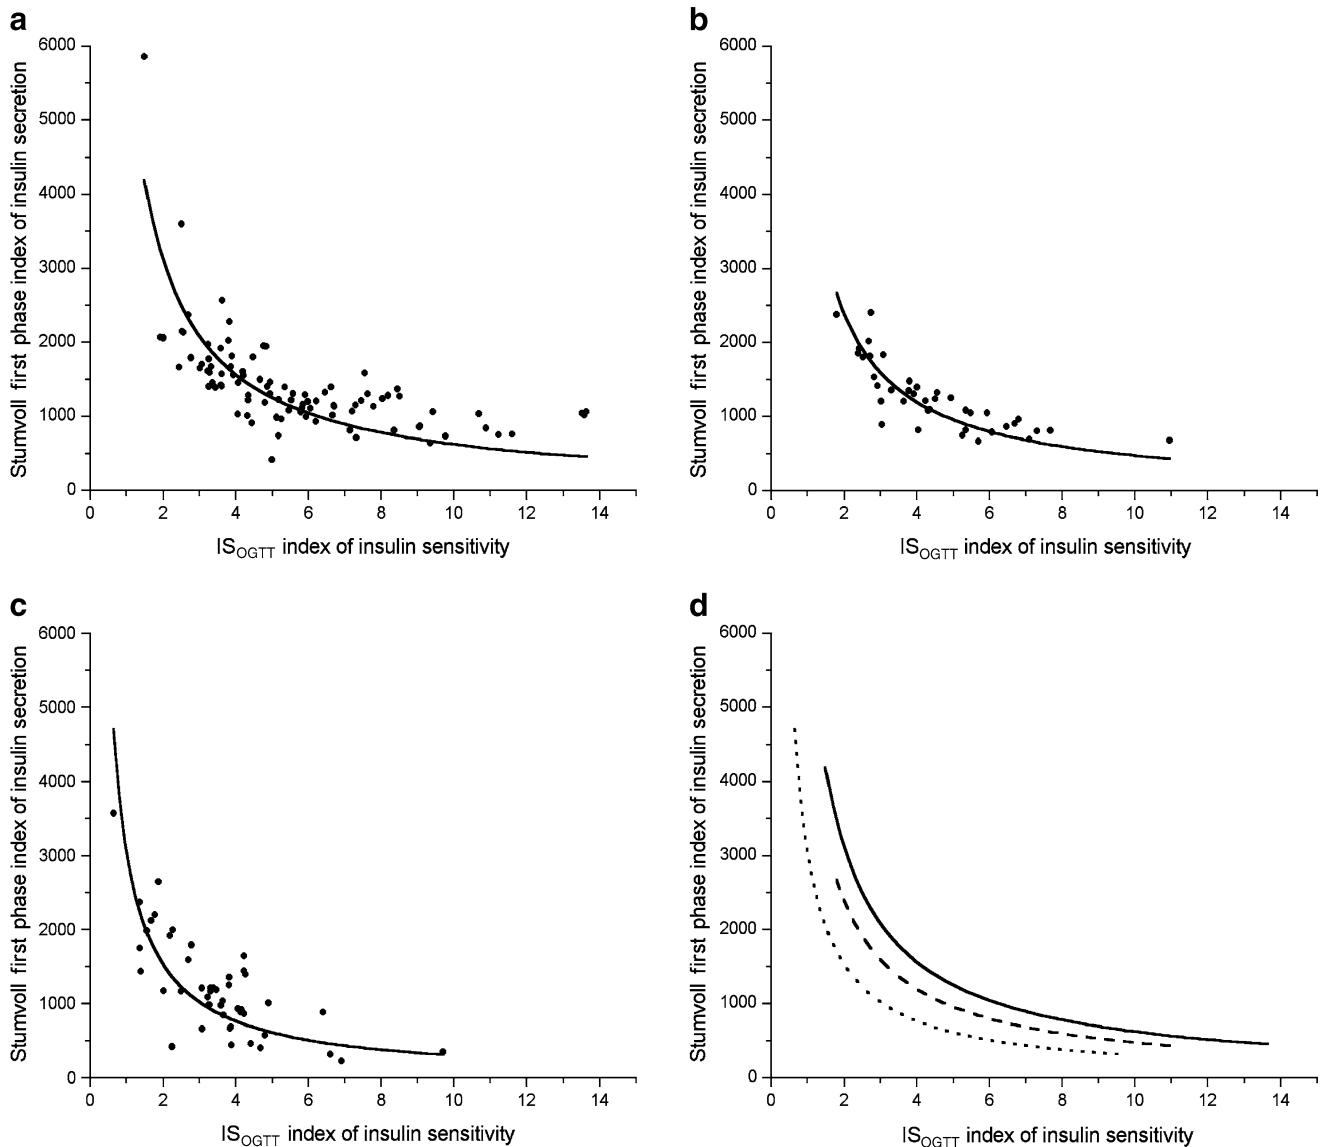 a
Stumvoll first phase index of insulin secretion
6000
5000
4000
3000
2000
1000
0
0 2 4 6 8 10 12 14
IS_OGTT index of insulin sensitivity
b
Stumvoll first phase index of insulin secretion
6000
5000
4000
3000
2000
1000
0
0 2 4 6 8 10 12 14
IS_OGTT index of insulin sensitivity
c
Stumvoll first phase index of insulin secretion
6000
5000
4000
3000
2000
1000
0
0 2 4 6 8 10 12 14
IS_OGTT index of insulin sensitivity
d
Stumvoll first phase index of insulin secretion
6000
5000
4000
3000
2000
1000
0
0 2 4 6 8 10 12 14
IS_OGTT index of insulin sensitivity